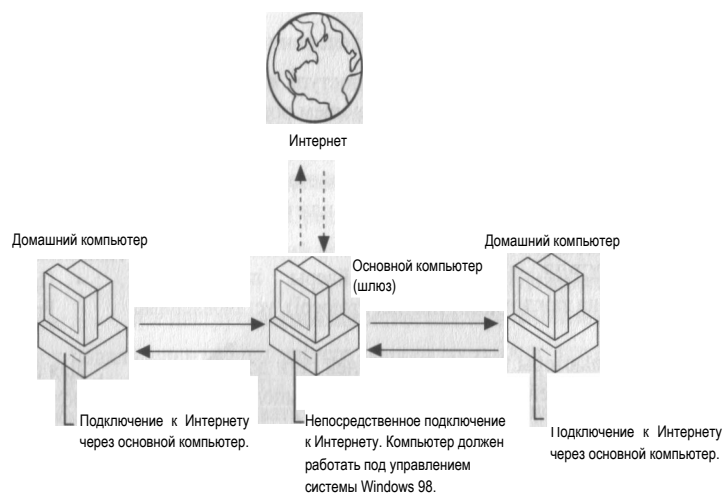 Интернет
Домашний компьютер
Основной компьютер
(шлюз)
Домашний компьютер
Подключение к Интернету
через основной компьютер.
Непосредственное подключение
к Интернету. Компьютер должен
работать под управлением
системы Windows 98.
Подключение к Интернету
через основной компьютер.